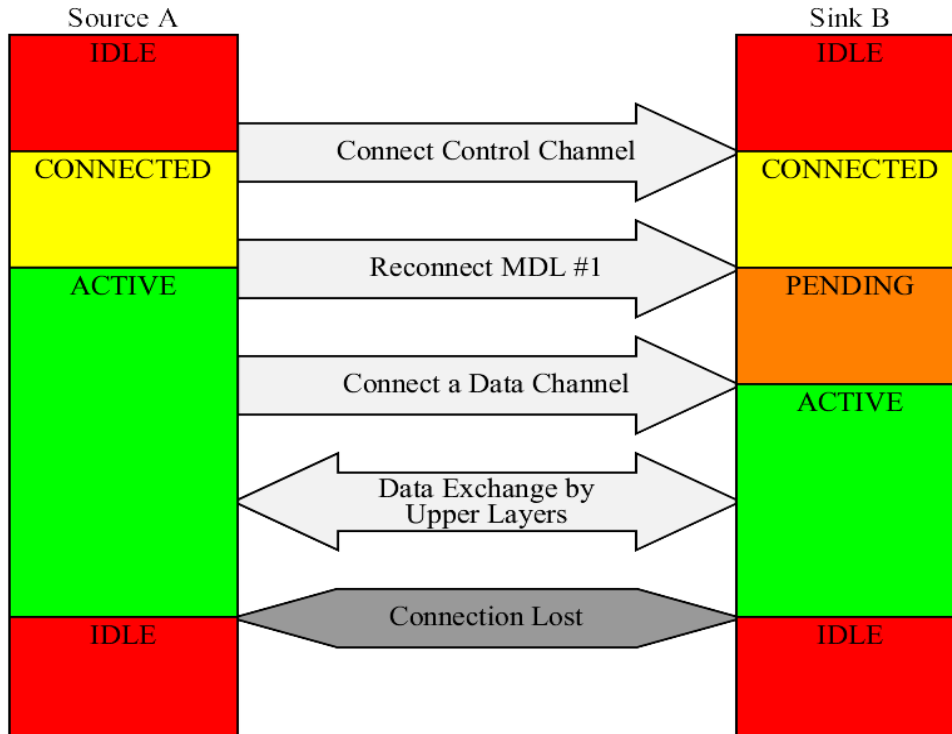 Source A
Sink B
IDLE
IDLE
Connect Control Channel
CONNECTED
CONNECTED
Reconnect MDL #1
ACTIVE
PENDING
Connect a Data Channel
ACTIVE
Data Exchange by
Upper Layers
Connection Lost
IDLE
IDLE